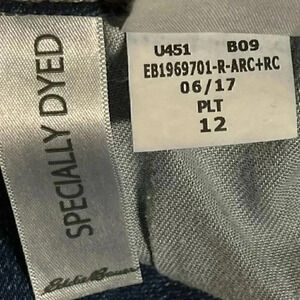 SPECIALLY DYED
Eddie Bauer
U451 B09
EB1969701-R-ARC+RC
06/17
PLT
12